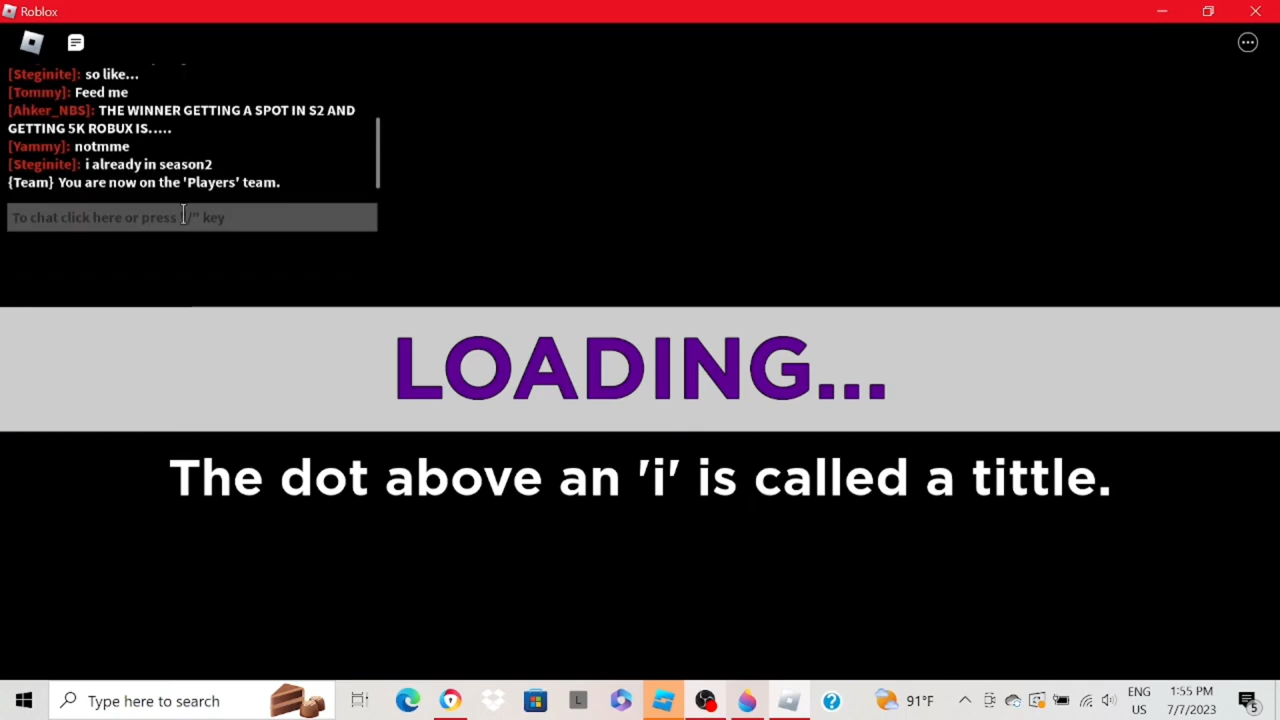 Roblox
[Steginite]: so like...
[Tommy]: Feed me
[Ahker_NBS]: THE WINNER GETTING A SPOT IN S2 AND
GETTING 5K ROBUX IS.....
[Yammy]: notmme
[Steginite]: i already in season2
{Team} You are now on the 'Players' team.
To chat click here or press "/" key
LOADING...
The dot above an 'i' is called a tittle.
Type here to search
L
91°F
ENG
US
1:55 PM
7/7/2023
5